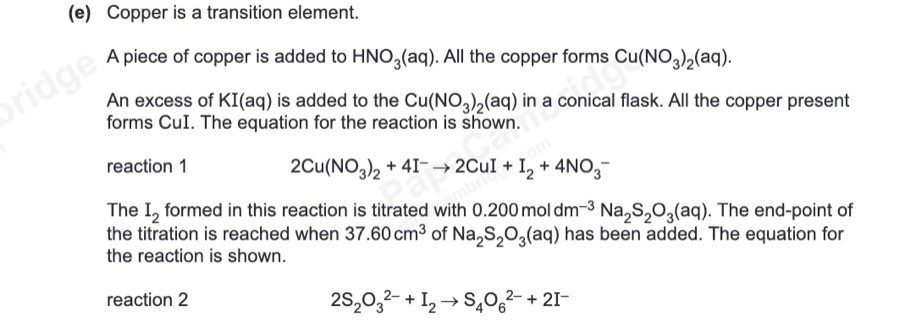 (e) Copper is a transition element.
A piece of copper is added to HNO₃(aq). All the copper forms Cu(NO₃)₂(aq).
An excess of KI(aq) is added to the Cu(NO₃)₂(aq) in a conical flask. All the copper present
forms CuI. The equation for the reaction is shown.
reaction 1 2Cu(NO₃)₂ + 4I⁻ → 2CuI + I₂ + 4NO₃⁻
The I₂ formed in this reaction is titrated with 0.200 mol dm⁻³ Na₂S₂O₃(aq). The end-point of
the titration is reached when 37.60 cm³ of Na₂S₂O₃(aq) has been added. The equation for
the reaction is shown.
reaction 2 2S₂O₃²⁻ + I₂ → S₄O₆²⁻ + 2I⁻